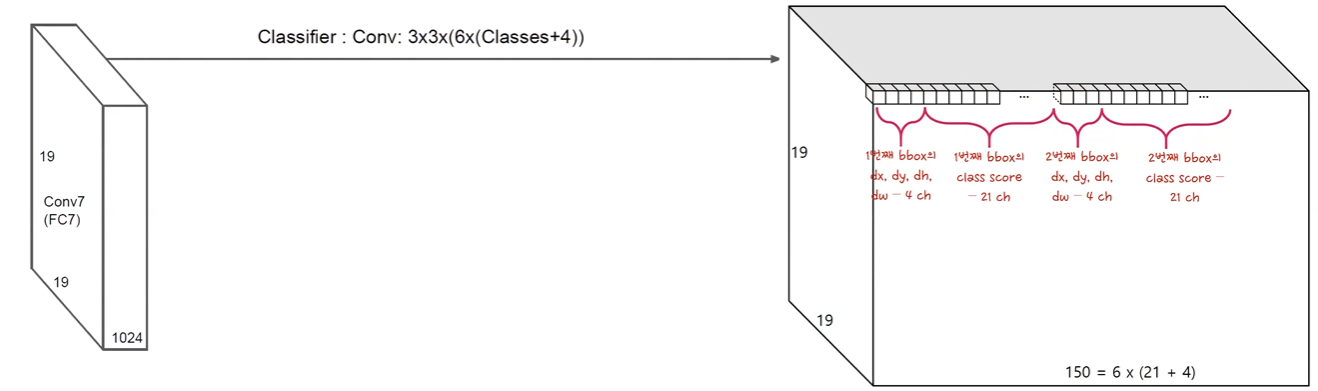 Classifier : Conv: 3x3x(6x(Classes+4))
19
Conv7
(FC7)
19
1024
19
19
1번째 bbox의
dx, dy, dh,
dw - 4 ch
1번째 bbox의
class score
- 21 ch
2번째 bbox의
dx, dy, dh,
dw - 4 ch
2번째 bbox의
class score -
21 ch
...
...
150 = 6 x (21 + 4)